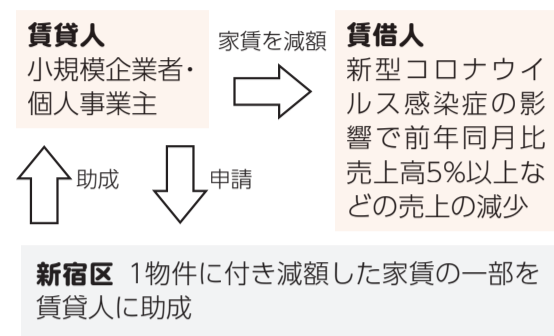 賃貸人
小規模企業者・
個人事業主
家賃を減額
賃借人
新型コロナウイ
ルス感染症の影
響で前年同月比
売上高5%以上な
どの売上の減少
助成
申請
新宿区 1物件に付き減額した家賃の一部を
賃貸人に助成